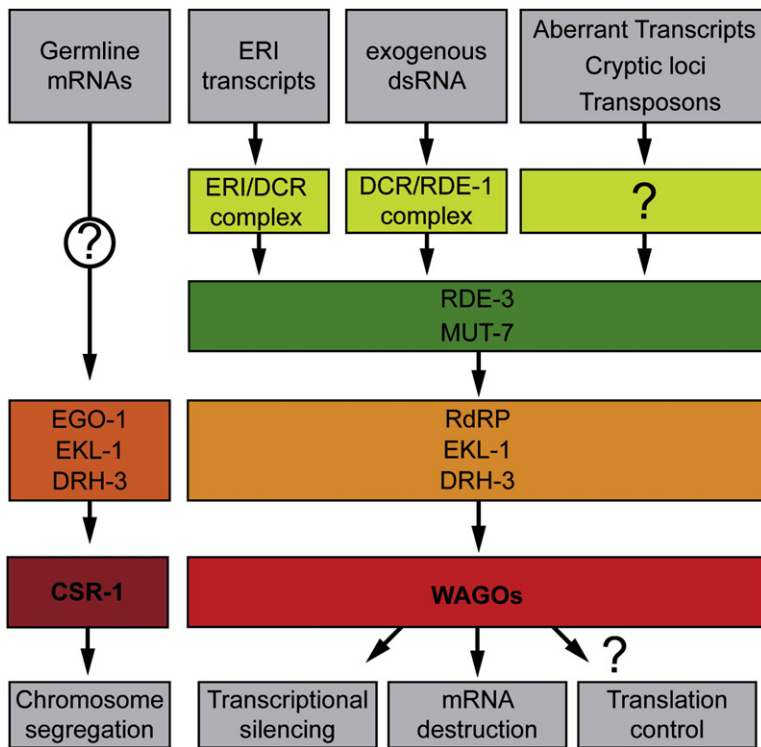 Germline
mRNAs
ERI
transcripts
exogenous
dsRNA
Aberrant Transcripts
Cryptic loci
Transposons
ERI/DCR
complex
DCR/RDE-1
complex
?
?
RDE-3
MUT-7
EGO-1
EKL-1
DRH-3
RdRP
EKL-1
DRH-3
CSR-1
WAGOs
?
Chromosome
segregation
Transcriptional
silencing
mRNA
destruction
Translation
control